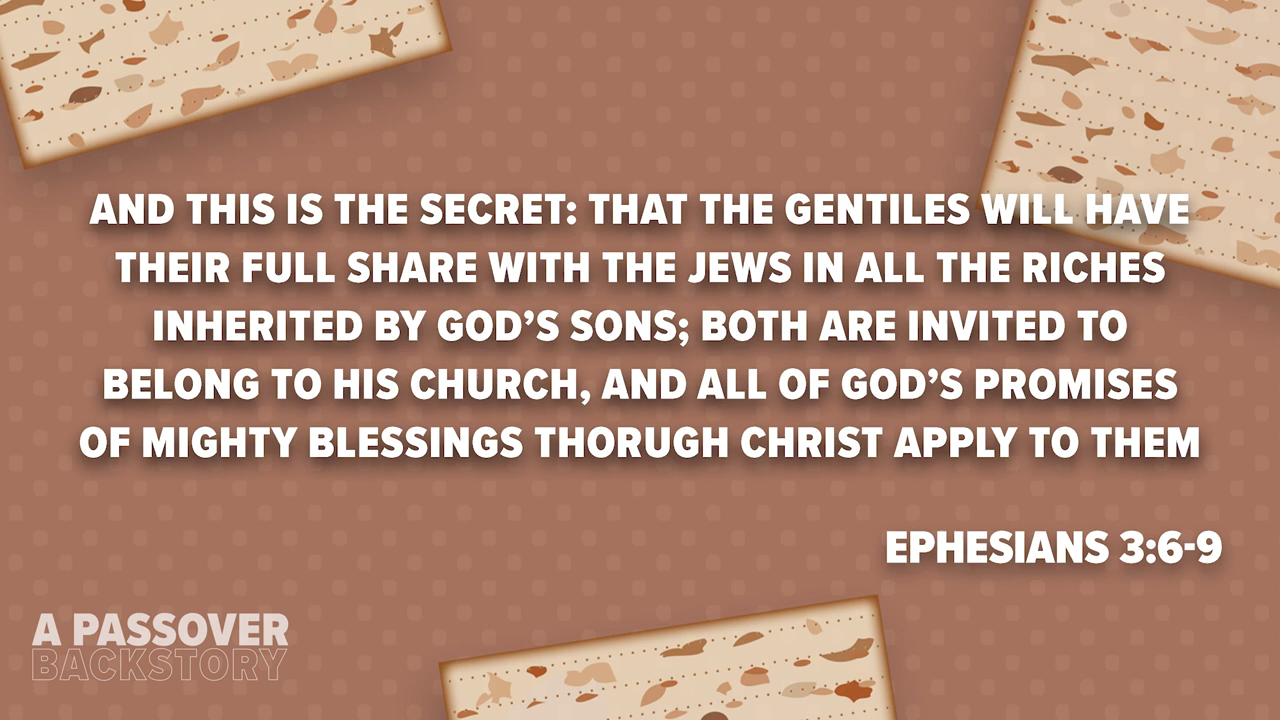 AND THIS IS THE SECRET: THAT THE GENTILES WILL HAVE
THEIR FULL SHARE WITH THE JEWS IN ALL THE RICHES
INHERITED BY GOD’S SONS; BOTH ARE INVITED TO
BELONG TO HIS CHURCH, AND ALL OF GOD’S PROMISES
OF MIGHTY BLESSINGS THORUGH CHRIST APPLY TO THEM
EPHESIANS 3:6-9
A PASSOVER
BACKSTORY